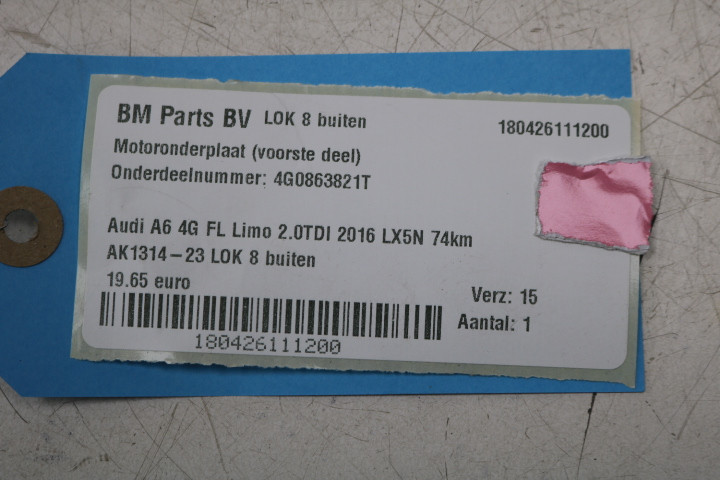 BM Parts BV LOK 8 buiten 180426111200
Motoronderplaat (voorste deel)
Onderdeelnummer: 4G0863821T
Audi A6 4G FL Limo 2.0TDI 2016 LX5N 74km
AK1314-23 LOK 8 buiten
19.65 euro
Verz: 15
Aantal: 1
180426111200